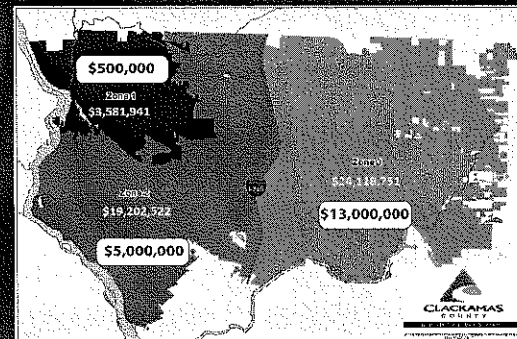 $500,000
Zone 1
$3,581,941
Zone 2
$19,202,522
$5,000,000
Zone 3
$24,118,751
$13,000,000
CLACKAMAS
COUNTY